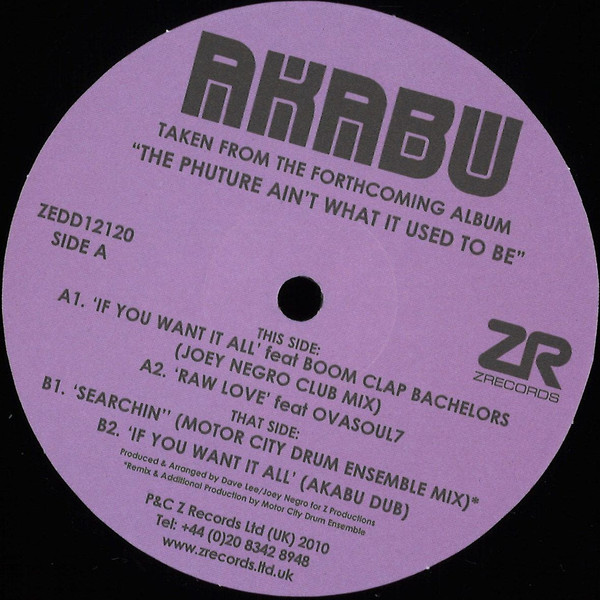 AKABU
TAKEN FROM THE FORTHCOMING ALBUM
"THE PHUTURE AIN'T WHAT IT USED TO BE"
ZEDD12120
SIDE A
ZR
ZRECORDS
THIS SIDE:
A1. 'IF YOU WANT IT ALL' feat BOOM CLAP BACHELORS
(JOEY NEGRO CLUB MIX)
A2. 'RAW LOVE' feat OVASOUL7
THAT SIDE:
B1. 'SEARCHIN'' (MOTOR CITY DRUM ENSEMBLE MIX)*
B2. 'IF YOU WANT IT ALL' (AKABU DUB)
Produced & Arranged by Dave Lee/Joey Negro for Z Productions
*Remix & Additional Production by Motor City Drum Ensemble
P&C Z Records Ltd (UK) 2010
Tel: +44 (0)20 8342 8948
www.zrecords.ltd.uk